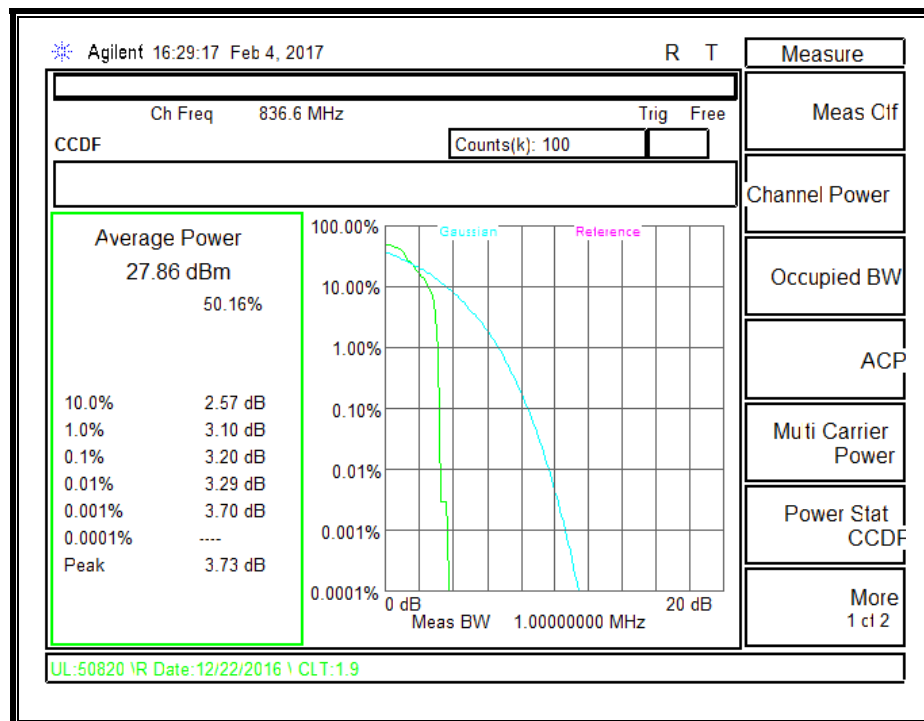 Agilent 16:29:17 Feb 4, 2017 R T
Measure
Ch Freq 836.6 MHz Trig Free
Meas Off
CCDF Counts(k): 100
Channel Power
Average Power
27.86 dBm
50.16%
10.0% 2.57 dB
1.0% 3.10 dB
0.1% 3.20 dB
0.01% 3.29 dB
0.001% 3.70 dB
0.0001% ----
Peak 3.73 dB
Gaussian Reference
100.00%
10.00%
1.00%
0.10%
0.01%
0.001%
0.0001%
0 dB 20 dB
Meas BW 1.00000000 MHz
Occupied BW
ACP
Multi Carrier
Power
Power Stat
CCDF
More
1 of 2
UL:50820 \R Date:12/22/2016 \ CLT:1.9